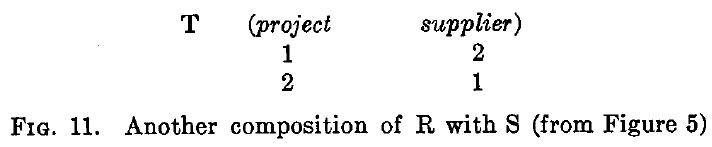 T (project supplier)
1 2
2 1
FIG. 11. Another composition of R with S (from Figure 5)